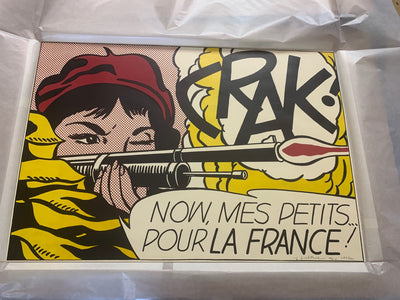 CRAK!
NOW, MES PETITS...
POUR LA FRANCE!